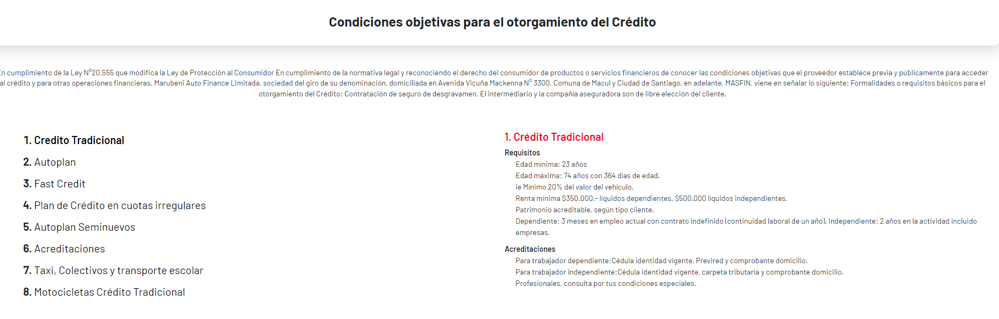 Condiciones objetivas para el otorgamiento del Crédito
En cumplimiento de la Ley N°20.555 que modifica la Ley de Protección al Consumidor En cumplimiento de la normativa legal y reconociendo el derecho del consumidor de productos o servicios financieros de conocer las condiciones objetivas que el proveedor establece previa y públicamente para acceder
al crédito y para otras operaciones financieras, Marubeni Auto Finance Limitada, sociedad del giro de su denominación, domiciliada en Avenida Vicuña Mackenna N° 3300, Comuna de Macul y Ciudad de Santiago, en adelante, MASFIN, viene en señalar lo siguiente: Formalidades o requisitos básicos para el
otorgamiento del Crédito: Contratación de seguro de desgravamen. El intermediario y la compañía aseguradora son de libre elección del cliente.
1. Credito Tradicional
2. Autoplan
3. Fast Credit
4. Plan de Crédito en cuotas irregulares
5. Autoplan Seminuevos
6. Acreditaciones
7. Taxi, Colectivos y transporte escolar
8. Motocicletas Crédito Tradicional
1. Crédito Tradicional
Requisitos
Edad mínima: 23 años
Edad máxima: 74 años con 364 días de edad.
ie Mínimo 20% del valor del vehículo.
Renta mínima $350.000.- líquidos dependientes. $500.000 líquidos independientes.
Patrimonio acreditable, según tipo cliente.
Dependiente: 3 meses en empleo actual con contrato indefinido (continuidad laboral de un año). Independiente: 2 años en la actividad incluido
empresas.
Acreditaciones
Para trabajador dependiente:Cédula identidad vigente, Previred y comprobante domicilio.
Para trabajador independiente:Cédula identidad vigente, carpeta tributaria y comprobante domicilio.
Profesionales, consulta por tus condiciones especiales.